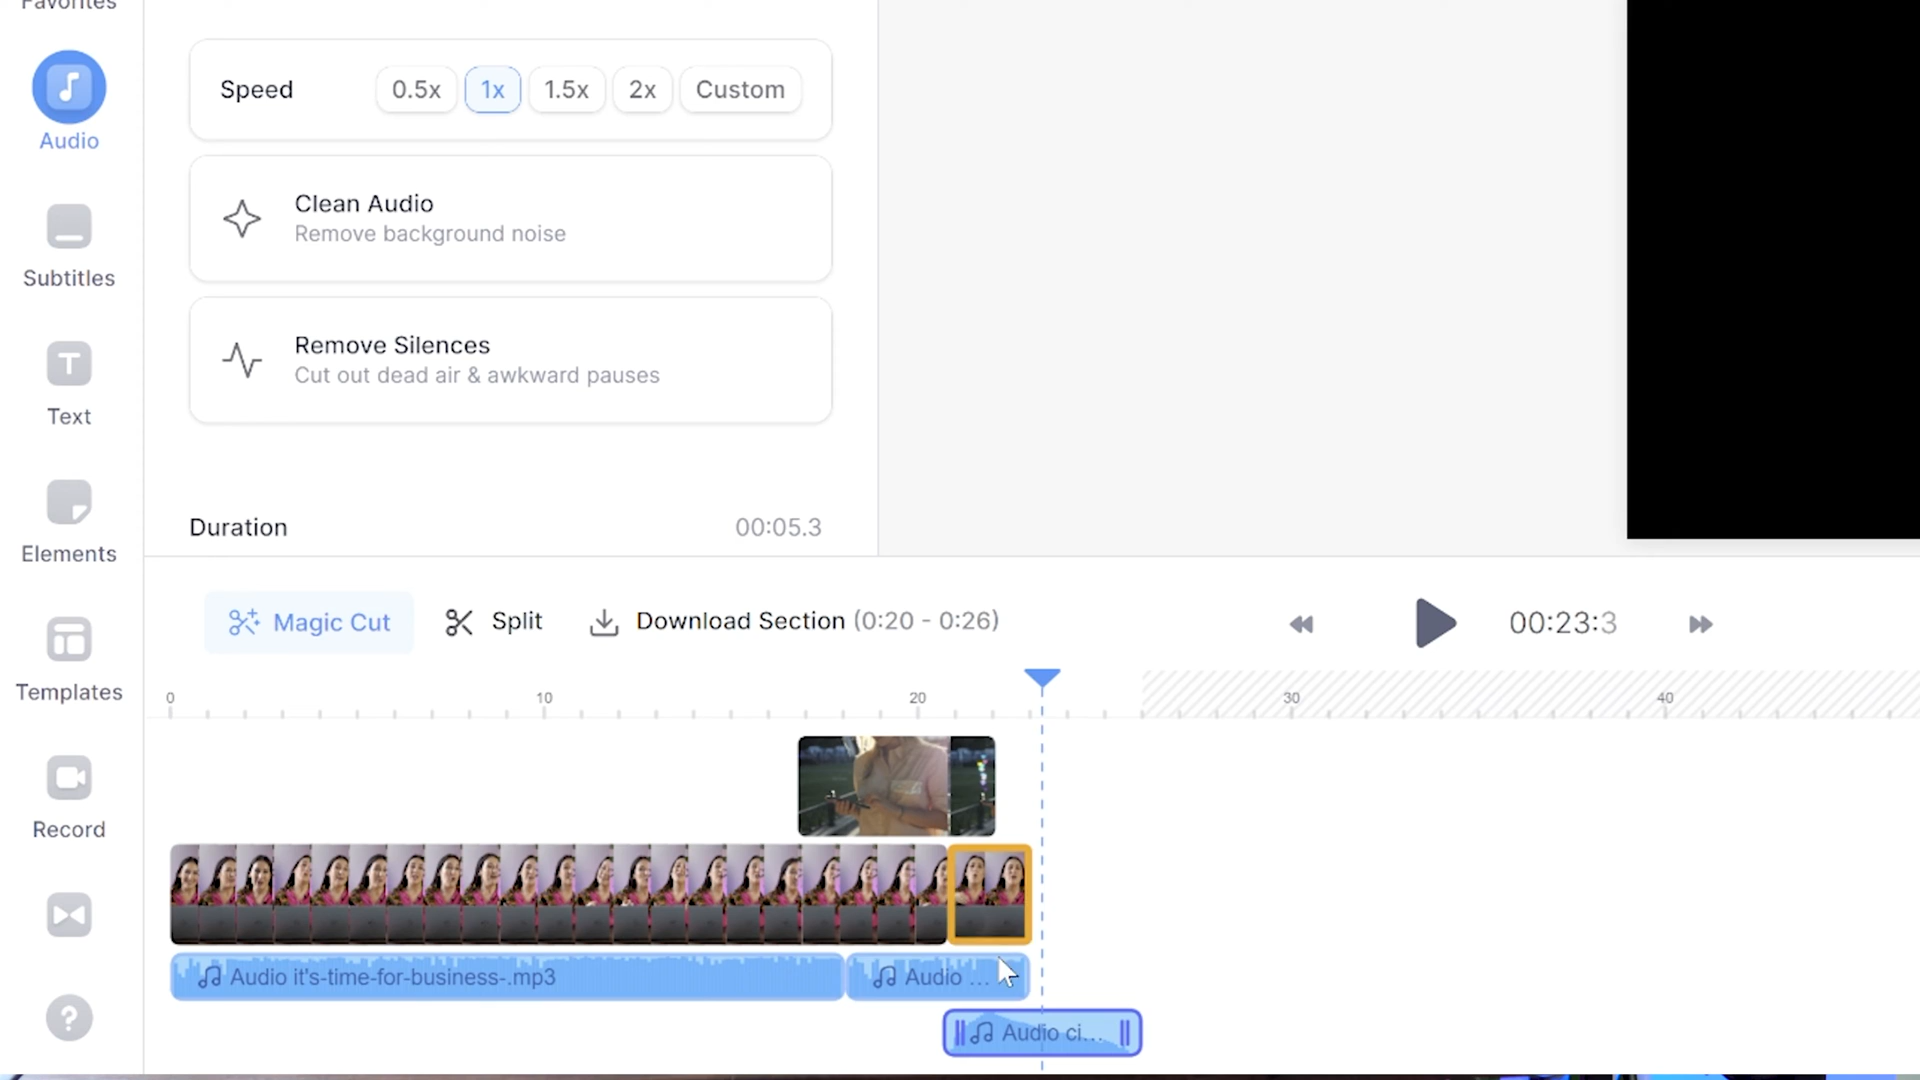 Favorites
Audio
Subtitles
Text
Elements
Templates
Record
?
Speed 0.5x 1x 1.5x 2x Custom
Clean Audio
Remove background noise
Remove Silences
Cut out dead air & awkward pauses
Duration 00:05.3
Magic Cut Split Download Section (0:20 - 0:26) 00:23:3
0 10 20 30 40
Audio it's-time-for-business-.mp3 Audio ...
Audio ci...